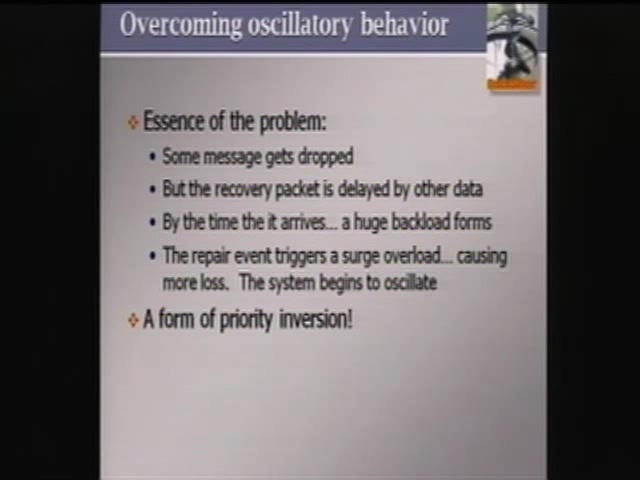 Overcoming oscillatory behavior
Essence of the problem:
Some message gets dropped
But the recovery packet is delayed by other data
By the time the it arrives... a huge backload forms
The repair event triggers a surge overload... causing
more loss. The system begins to oscillate
A form of priority inversion!